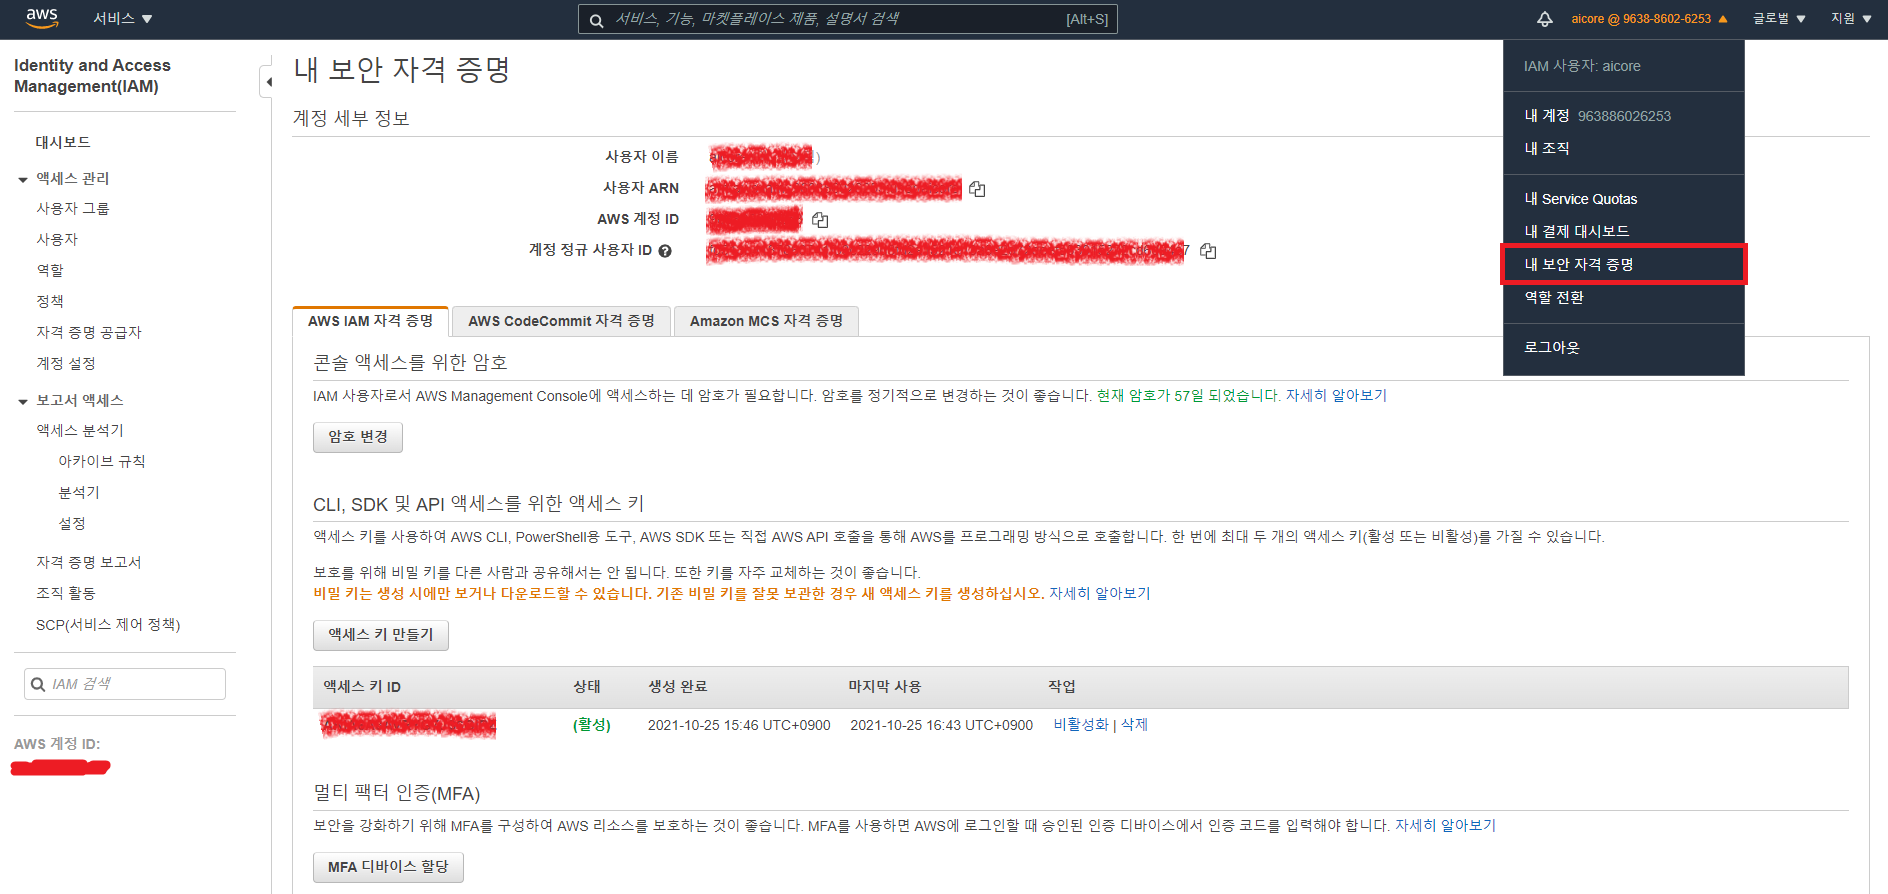 aws
서비스 ▼
서비스, 기능, 마켓플레이스 제품, 설명서 검색 [Alt+S]
aicore @ 9638-8602-6253 ▲
글로벌 ▼
지원 ▼
Identity and Access
Management(IAM)
대시보드
액세스 관리
사용자 그룹
사용자
역할
정책
자격 증명 공급자
계정 설정
보고서 액세스
액세스 분석기
아카이브 규칙
분석기
설정
자격 증명 보고서
조직 활동
SCP(서비스 제어 정책)
IAM 검색
AWS 계정 ID:
내 보안 자격 증명
계정 세부 정보
사용자 이름
사용자 ARN
AWS 계정 ID
계정 정규 사용자 ID
AWS IAM 자격 증명
AWS CodeCommit 자격 증명
Amazon MCS 자격 증명
콘솔 액세스를 위한 암호
IAM 사용자로서 AWS Management Console에 액세스하는 데 암호가 필요합니다. 암호를 정기적으로 변경하는 것이 좋습니다. 현재 암호가 57일 되었습니다. 자세히 알아보기
암호 변경
CLI, SDK 및 API 액세스를 위한 액세스 키
액세스 키를 사용하여 AWS CLI, PowerShell용 도구, AWS SDK 또는 직접 AWS API 호출을 통해 AWS를 프로그래밍 방식으로 호출합니다. 한 번에 최대 두 개의 액세스 키(활성 또는 비활성)를 가질 수 있습니다.
보호를 위해 비밀 키를 다른 사람과 공유해서는 안 됩니다. 또한 키를 자주 교체하는 것이 좋습니다.
비밀 키는 생성 시에만 보거나 다운로드할 수 있습니다. 기존 비밀 키를 잘못 보관한 경우 새 액세스 키를 생성하십시오. 자세히 알아보기
액세스 키 만들기
액세스 키 ID 상태 생성 완료 마지막 사용 작업
(활성) 2021-10-25 15:46 UTC+0900 2021-10-25 16:43 UTC+0900 비활성화 | 삭제
멀티 팩터 인증(MFA)
보안을 강화하기 위해 MFA를 구성하여 AWS 리소스를 보호하는 것이 좋습니다. MFA를 사용하면 AWS에 로그인할 때 승인된 인증 디바이스에서 인증 코드를 입력해야 합니다. 자세히 알아보기
MFA 디바이스 할당
IAM 사용자: aicore
내 계정 963886026253
내 조직
내 Service Quotas
내 결제 대시보드
내 보안 자격 증명
역할 전환
로그아웃